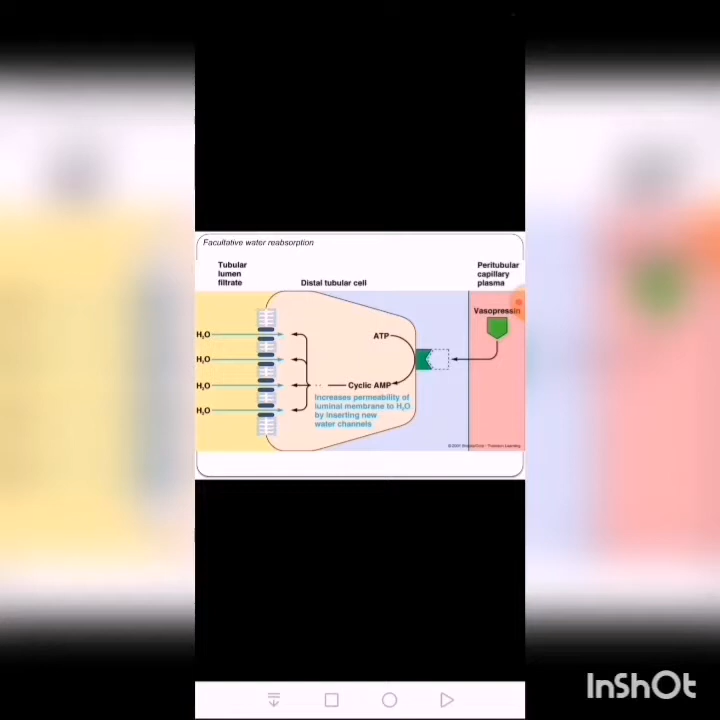 Facultative water reabsorption
Tubular
lumen
filtrate
Distal tubular cell
Peritubular
capillary
plasma
Vasopressin
H₂O
ATP
H₂O
H₂O
Cyclic AMP
Increases permeability of
luminal membrane to H₂O
by inserting new
water channels
H₂O
InShOt